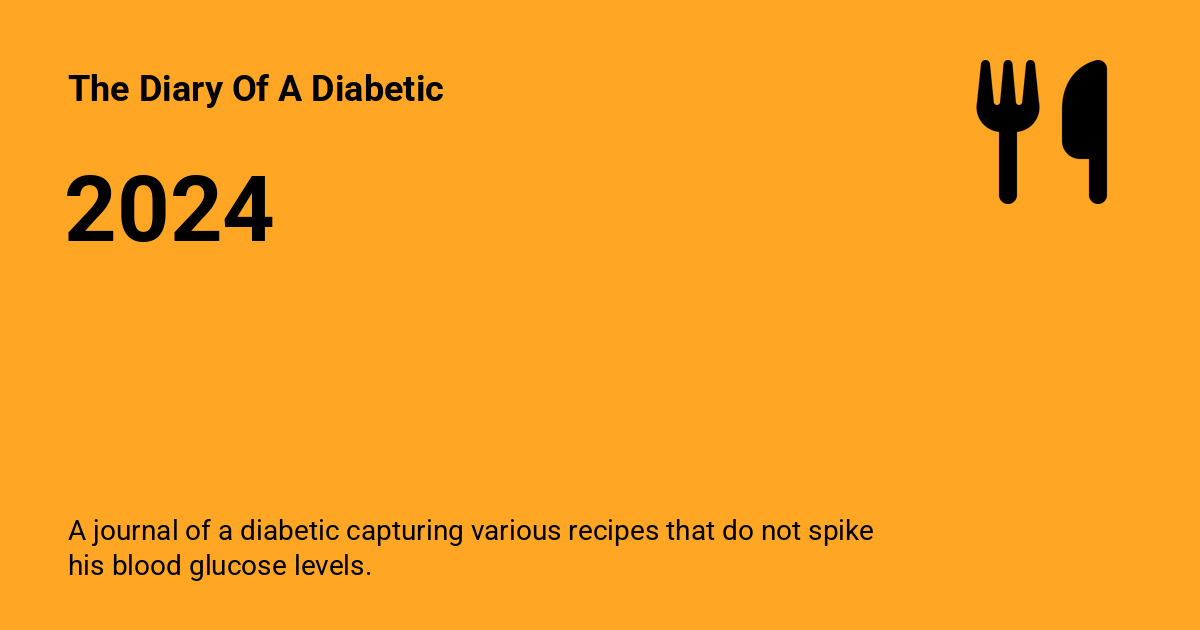 The Diary Of A Diabetic
2024
A journal of a diabetic capturing various recipes that do not spike
his blood glucose levels.